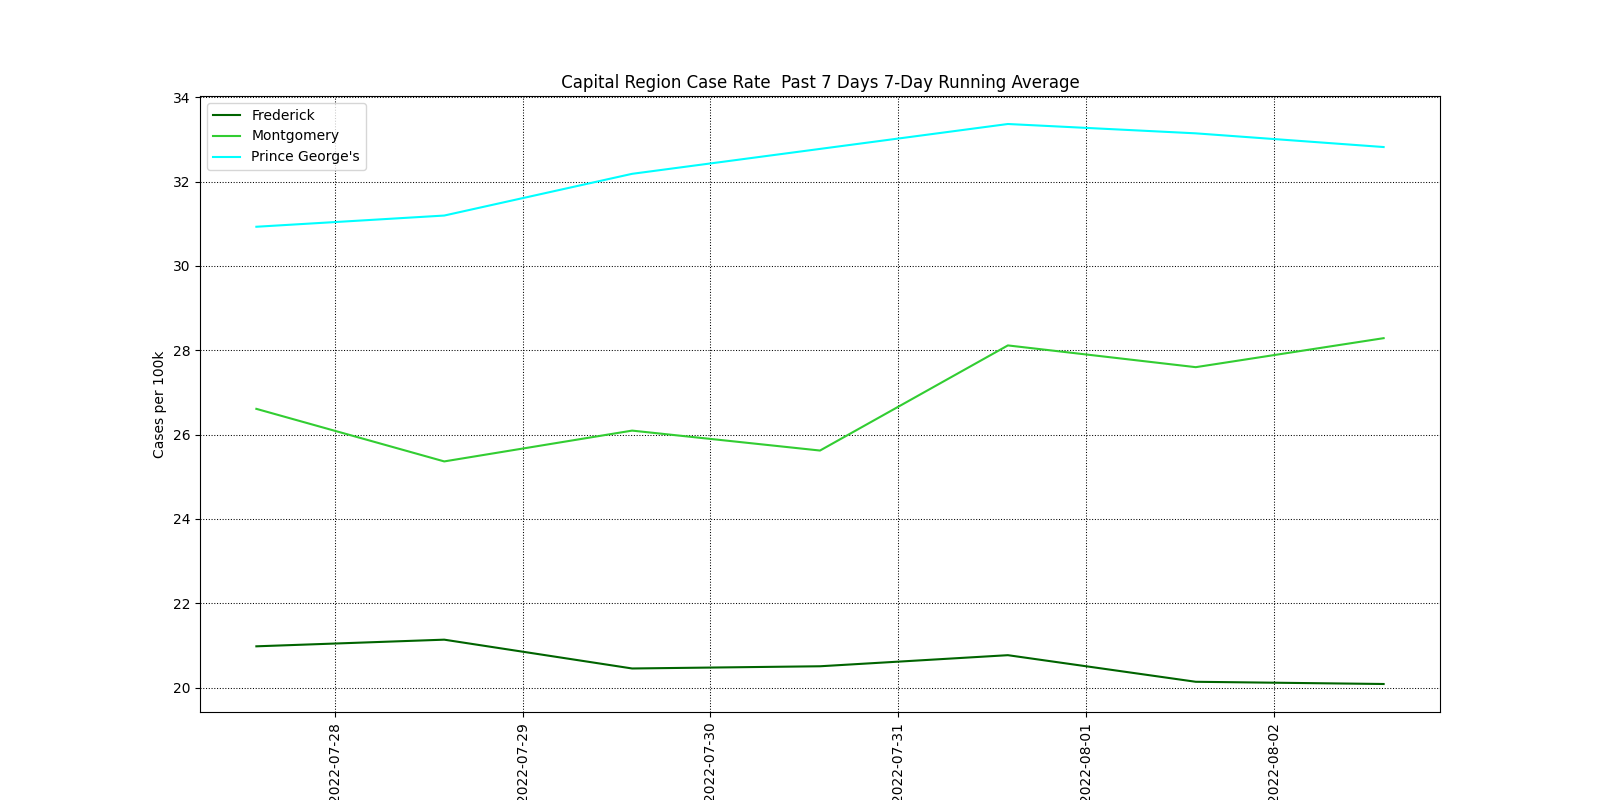 Capital Region Case Rate  Past 7 Days 7-Day Running Average
Frederick
Montgomery
Prince George's
Cases per 100k
34
32
30
28
26
24
22
20
2022-07-28
2022-07-29
2022-07-30
2022-07-31
2022-08-01
2022-08-02